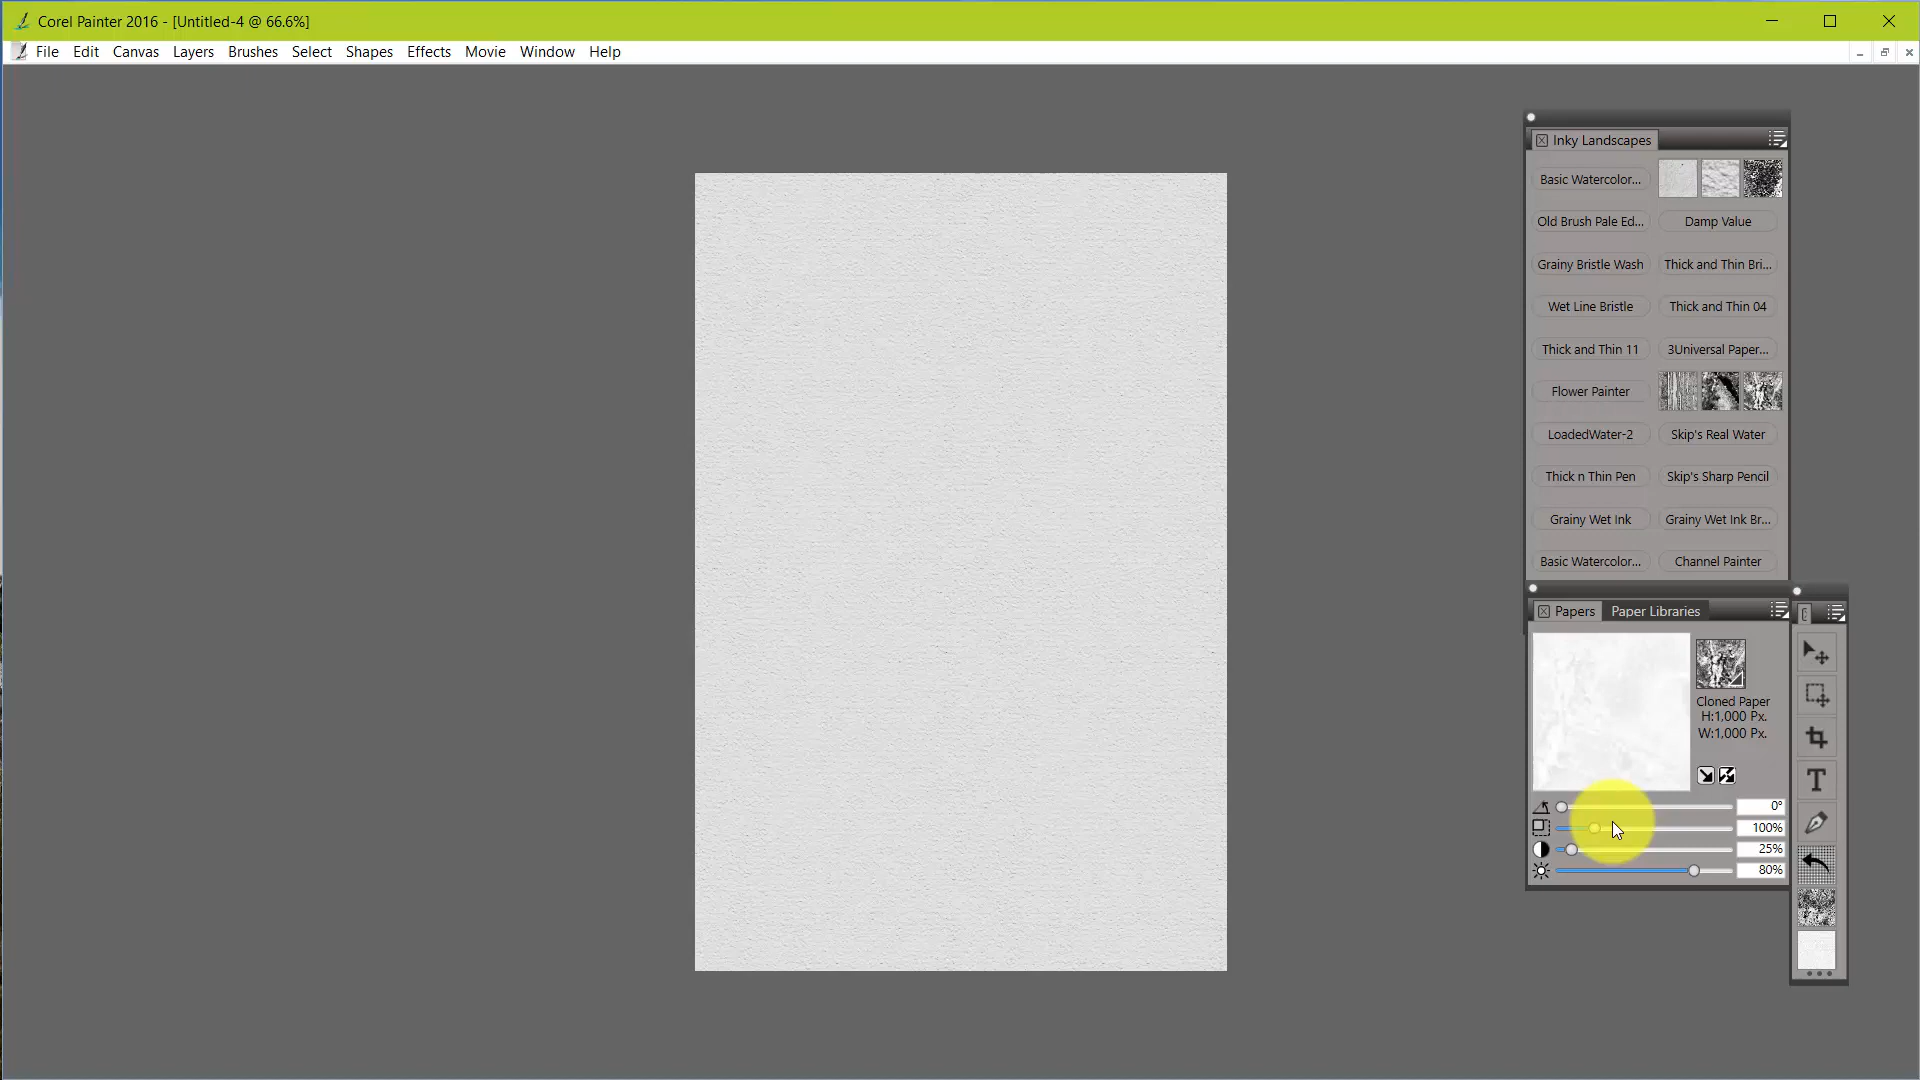 Corel Painter 2016 - [Untitled-4 @ 66.6%]
File Edit Canvas Layers Brushes Select Shapes Effects Movie Window Help
Inky Landscapes
Basic Watercolor...
Old Brush Pale Ed... Damp Value
Grainy Bristle Wash Thick and Thin Bri...
Wet Line Bristle Thick and Thin 04
Thick and Thin 11 3Universal Paper...
Flower Painter
LoadedWater-2 Skip's Real Water
Thick n Thin Pen Skip's Sharp Pencil
Grainy Wet Ink Grainy Wet Ink Br...
Basic Watercolor... Channel Painter
Papers Paper Libraries
Cloned Paper
H:1,000 Px.
W:1,000 Px.
0°
100%
25%
80%